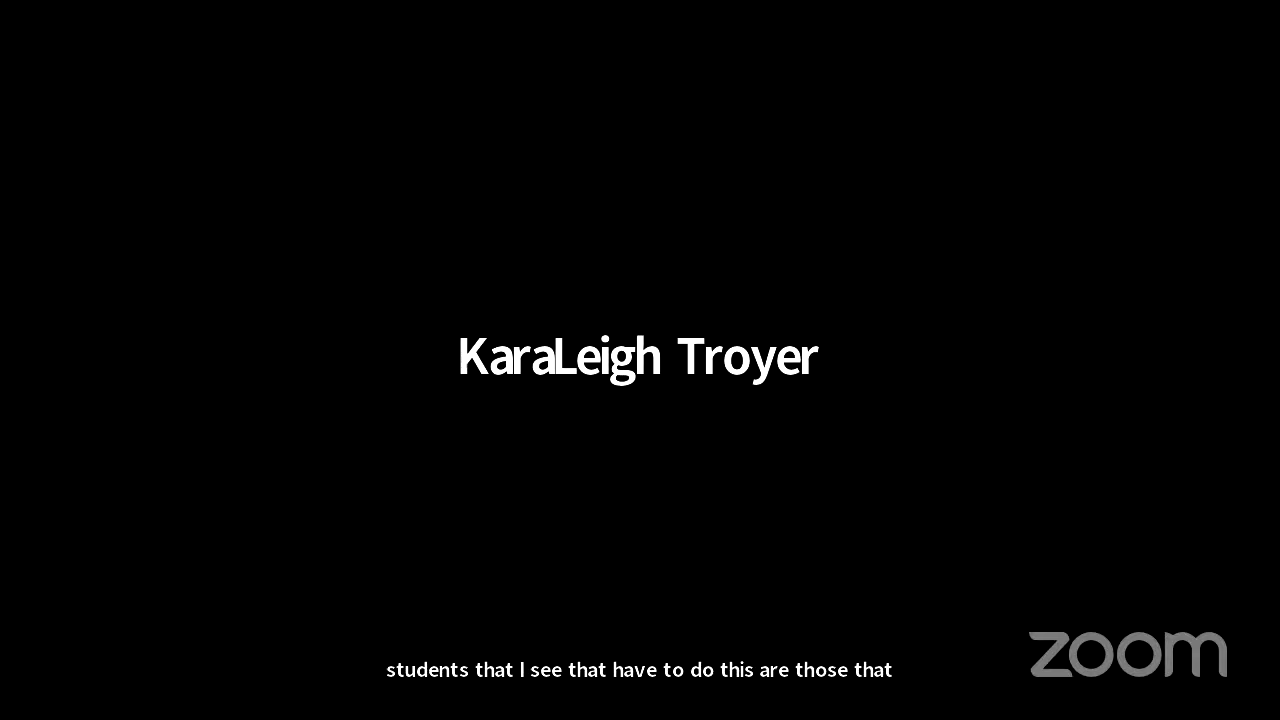 KaraLeigh Troyer
students that I see that have to do this are those that
zoom